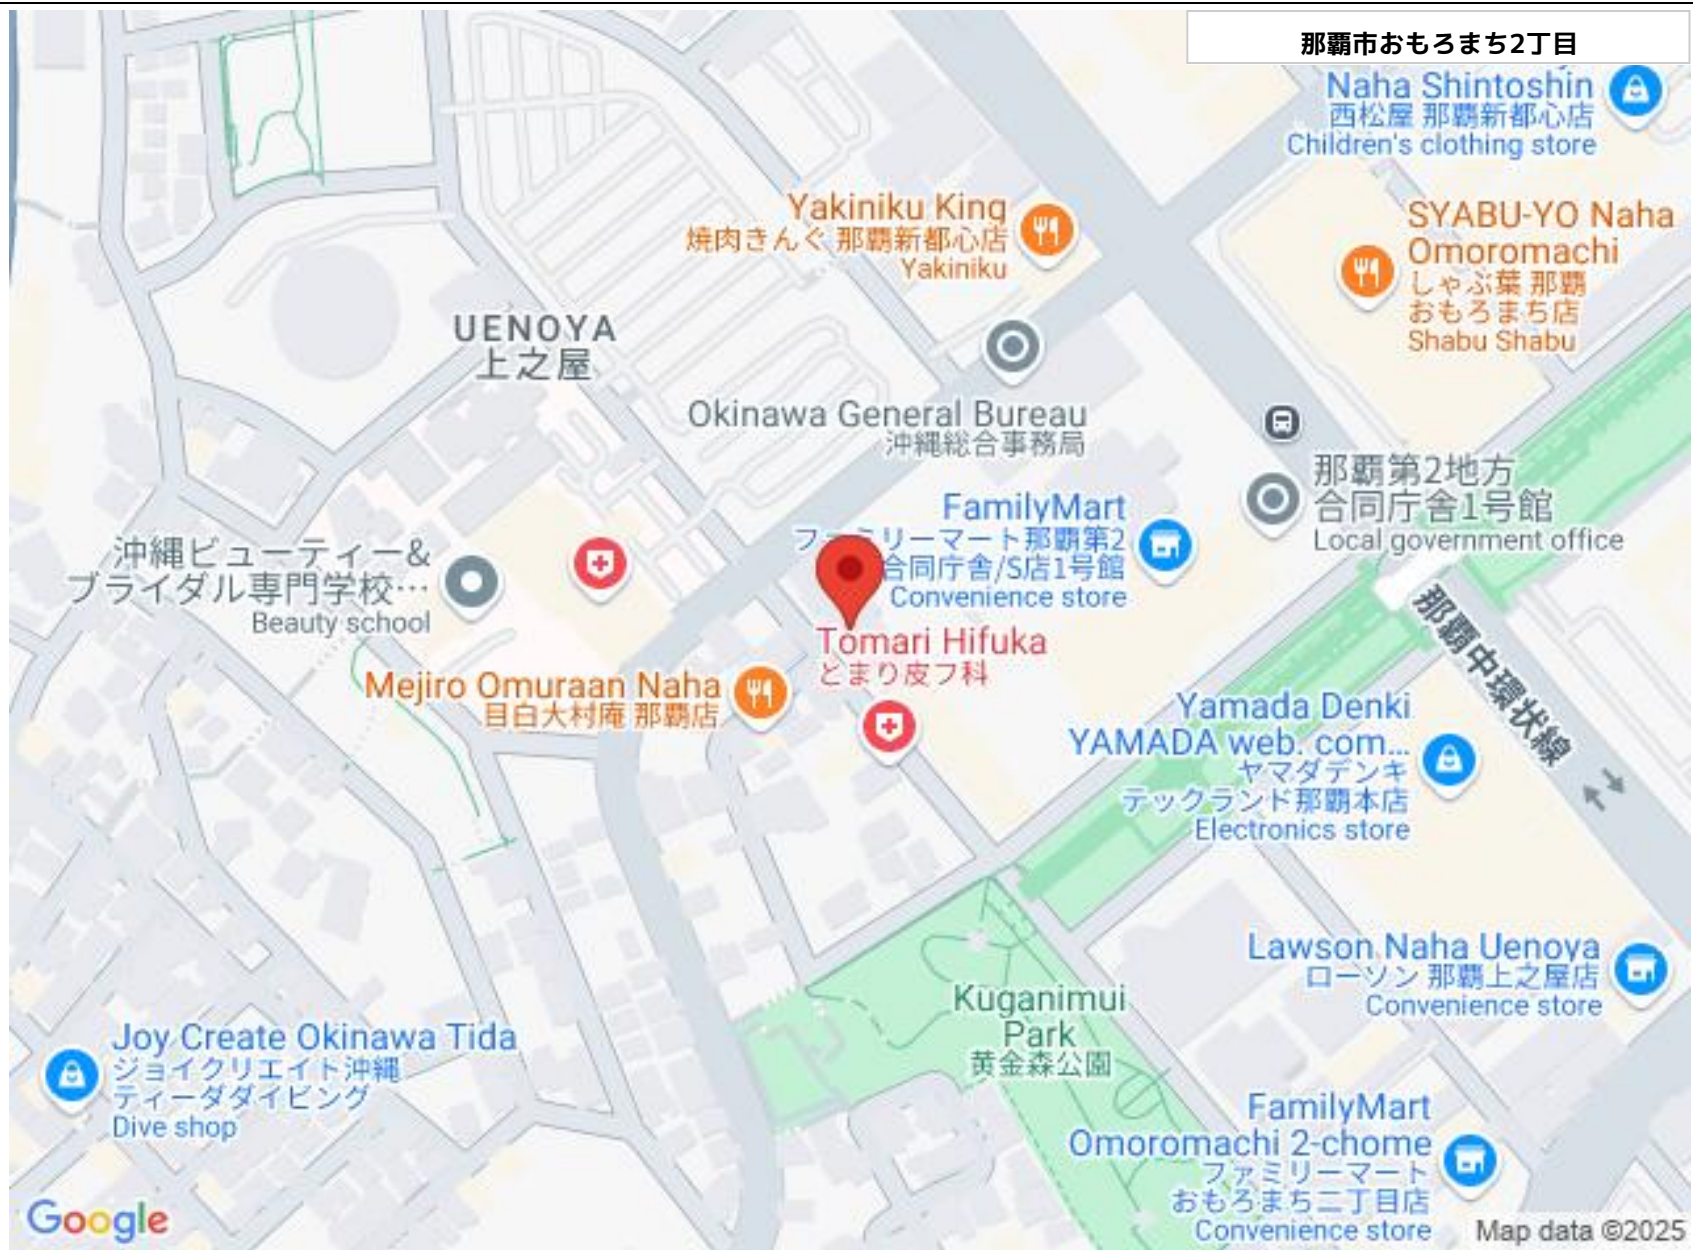 那覇市おもろまち2丁目
Naha Shintoshin
西松屋 那覇新都心店
Children's clothing store
Yakiniku King
焼肉きんぐ 那覇新都心店
Yakiniku
SYABU-YO Naha
Omoromachi
しゃぶ葉 那覇
おもろまち店
Shabu Shabu
UENOYA
上之屋
Okinawa General Bureau
沖縄総合事務局
那覇第2地方
合同庁舎1号館
Local government office
FamilyMart
ファミリーマート那覇第2
合同庁舎/S店1号館
Convenience store
沖縄ビューティー&
ブライダル専門学校…
Beauty school
Tomari Hifuka
とまり皮フ科
Mejiro Omuraan Naha
目白大村庵 那覇店
那覇中環状線
Yamada Denki
YAMADA web. com...
ヤマダデンキ
テックランド那覇本店
Electronics store
Lawson Naha Uenoya
ローソン 那覇上之屋店
Convenience store
Kuganimui
Park
黄金森公園
Joy Create Okinawa Tida
ジョイクリエイト沖縄
ティーダダイビング
Dive shop
FamilyMart
Omoromachi 2-chome
ファミリーマート
おもろまち二丁目店
Convenience store
Google
Map data ©2025